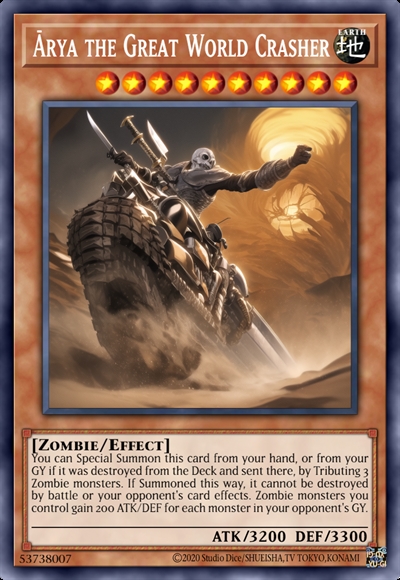 Ārya the Great World Crasher
EARTH
地
[Zombie/Effect]
You can Special Summon this card from your hand, or from your
GY if it was destroyed from the Deck and sent there, by Tributing 3
Zombie monsters. If Summoned this way, it cannot be destroyed
by battle or your opponent's card effects. Zombie monsters you
control gain 200 ATK/DEF for each monster in your opponent's GY.
ATK/3200 DEF/3300
53738007
©2020 Studio Dice/SHUEISHA,TV TOKYO,KONAMI